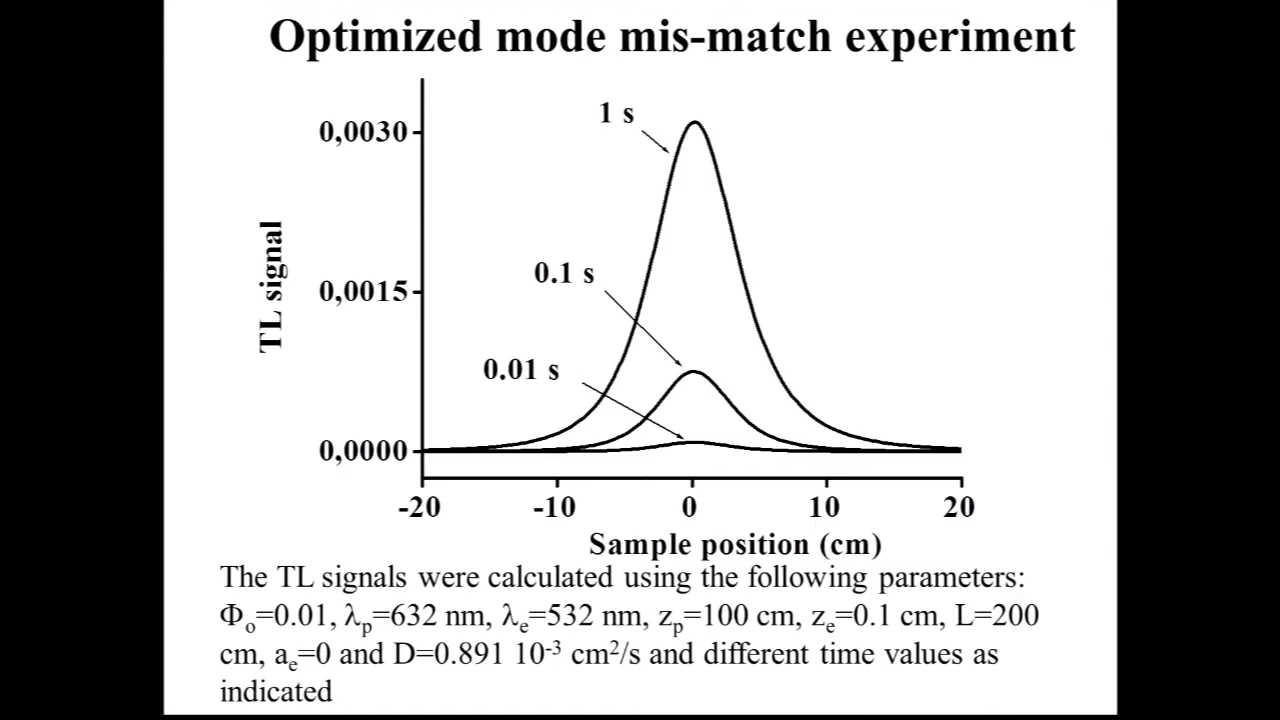 Optimized mode mis-match experiment
1 s
0,0030
0.1 s
TL signal
0,0015
0.01 s
0,0000
-20 -10 0 10 20
Sample position (cm)
The TL signals were calculated using the following parameters:
Φₒ=0.01, λₚ=632 nm, λₑ=532 nm, zₚ=100 cm, zₑ=0.1 cm, L=200
cm, aₑ=0 and D=0.891 10⁻³ cm²/s and different time values as
indicated